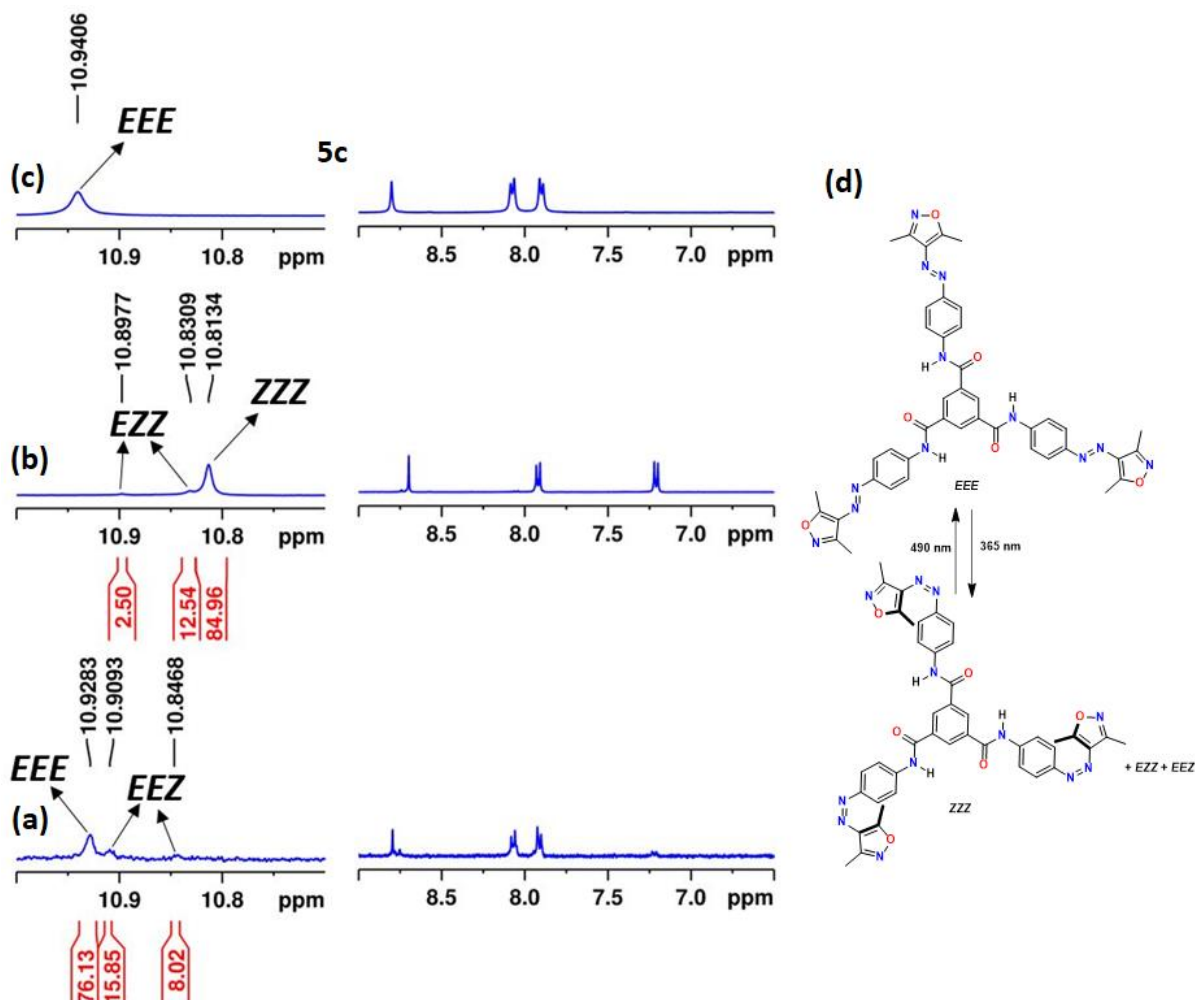 10.9406
EEE
5c
(c)
10.9 10.8 ppm
8.5 8.0 7.5 7.0 ppm
10.8977
10.8309
10.8134
EZZ
ZZZ
(b)
10.9 10.8 ppm
8.5 8.0 7.5 7.0 ppm
2.50
12.54
84.96
10.9283
10.9093
10.8468
EEE
EEZ
(a)
10.9 10.8 ppm
8.5 8.0 7.5 7.0 ppm
76.13
15.85
8.02
(d)
N O
N
N
N
H
O
O
H
N
N
H
O
N
N
N
N
O
N
O
N
EEE
490 nm
365 nm
N
O
N
N
N
H
O
O
H
N
N
H
O
N
N
N
N
O N
O
N
ZZZ
+ EZZ + EEZ